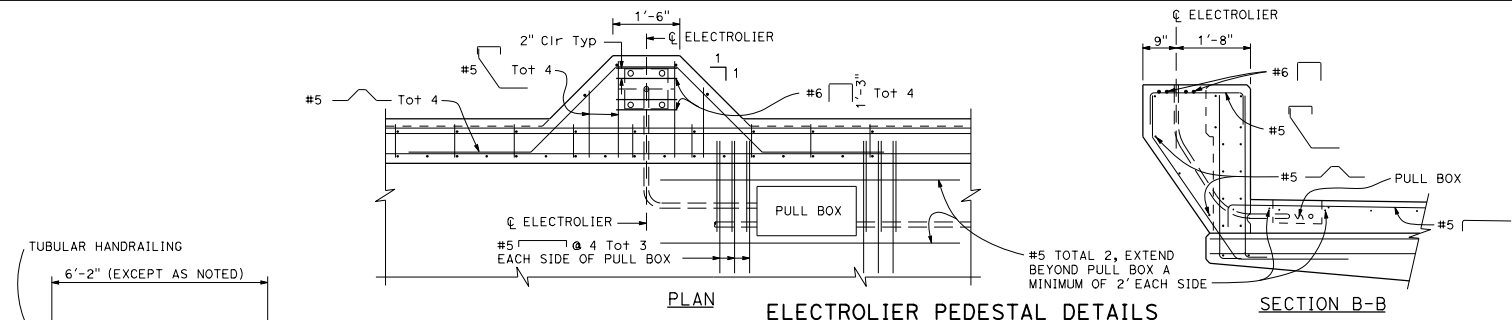 1'-6"
℄ ELECTROLIER
2" Clr Typ
#5 Tot 4
1
1
#5 Tot 4
#6 Tot 4
1'-3"
℄ ELECTROLIER
PULL BOX
#5 @ 4 Tot 3
EACH SIDE OF PULL BOX
#5 TOTAL 2, EXTEND
BEYOND PULL BOX A
MINIMUM OF 2' EACH SIDE
PLAN
ELECTROLIER PEDESTAL DETAILS
℄ ELECTROLIER
9"
1'-8"
#6
#5
#5
PULL BOX
#5
SECTION B-B
TUBULAR HANDRAILING
6'-2" (EXCEPT AS NOTED)